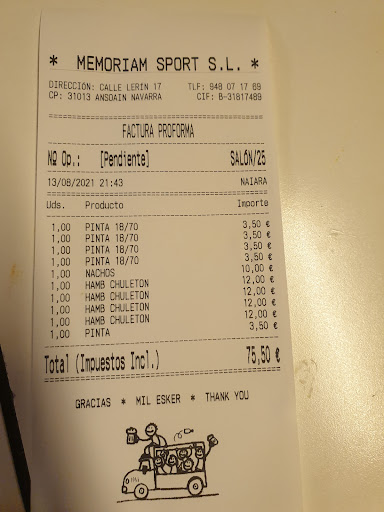 * MEMORIAM SPORT S.L. *
DIRECCIÓN: CALLE LERIN 17 TLF: 948 07 17 69
CP: 31013 ANSOAIN NAVARRA CIF: B-31817489
FACTURA PROFORMA
Nº Op.: [Pendiente] SALÓN/25
13/08/2021 21:43 NAIARA
Uds. Producto Importe
1,00 PINTA 18/70 3,50 €
1,00 PINTA 18/70 3,50 €
1,00 PINTA 18/70 3,50 €
1,00 PINTA 18/70 3,50 €
1,00 NACHOS 10,00 €
1,00 HAMB CHULETON 12,00 €
1,00 HAMB CHULETON 12,00 €
1,00 HAMB CHULETON 12,00 €
1,00 HAMB CHULETON 12,00 €
1,00 PINTA 3,50 €
Total (Impuestos Incl.) 75,50 €
GRACIAS * MIL ESKER * THANK YOU